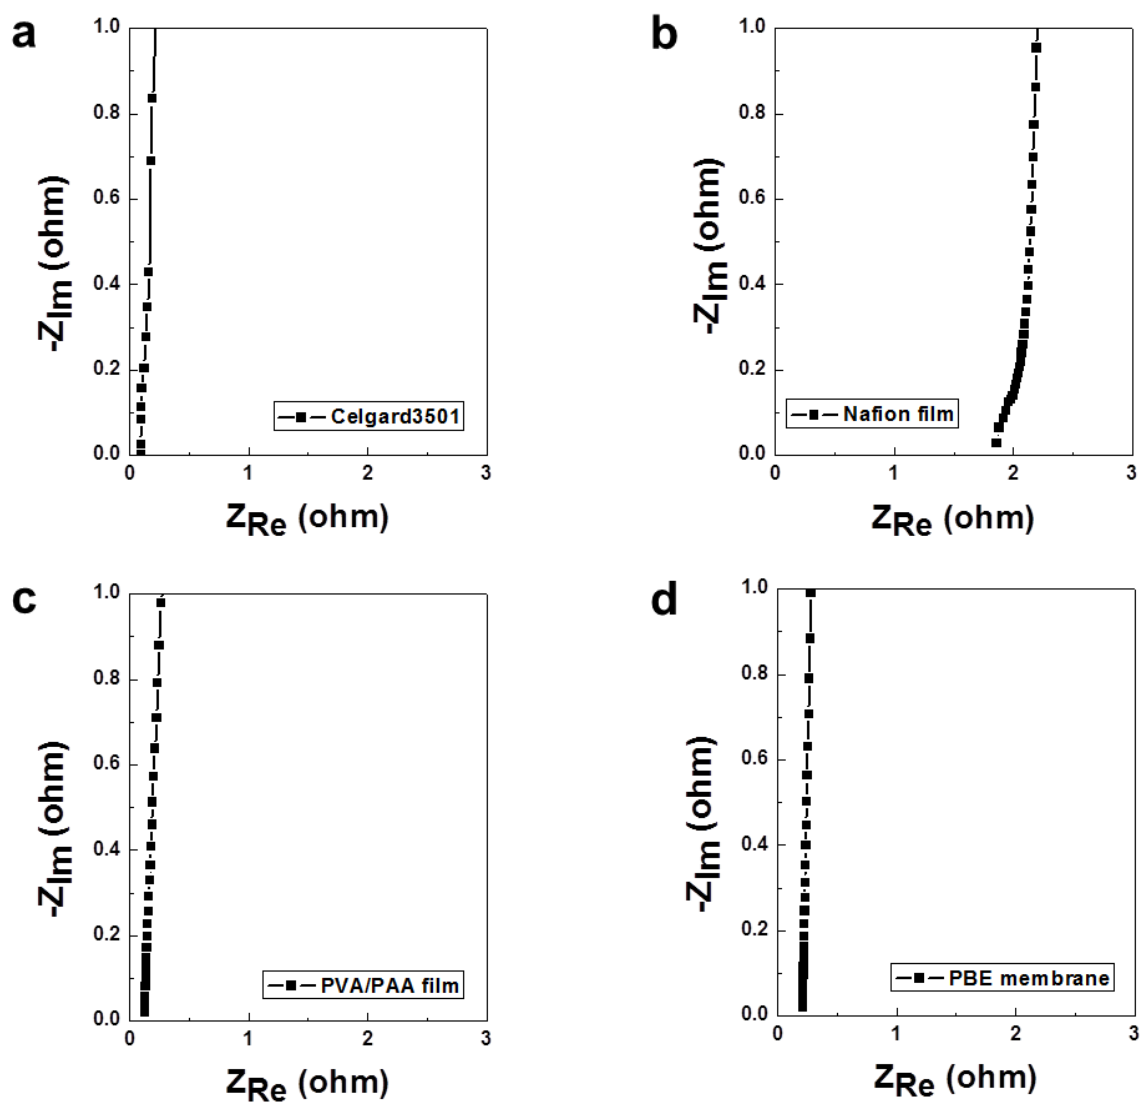 a
1.0
0.8
0.6
0.4
0.2
0.0
-ZIm (ohm)
Celgard3501
0 1 2 3
ZRe (ohm)
b
1.0
0.8
0.6
0.4
0.2
0.0
-ZIm (ohm)
Nafion film
0 1 2 3
ZRe (ohm)
c
1.0
0.8
0.6
0.4
0.2
0.0
-ZIm (ohm)
PVA/PAA film
0 1 2 3
ZRe (ohm)
d
1.0
0.8
0.6
0.4
0.2
0.0
-ZIm (ohm)
PBE membrane
0 1 2 3
ZRe (ohm)